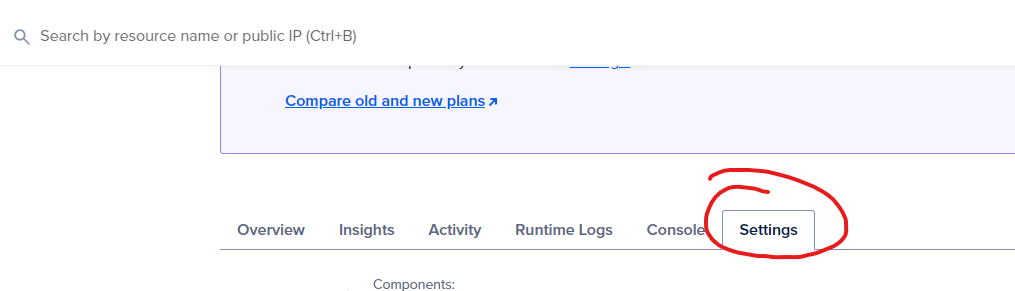 Search by resource name or public IP (Ctrl+B)
Compare old and new plans
Overview Insights Activity Runtime Logs Console Settings
Components: